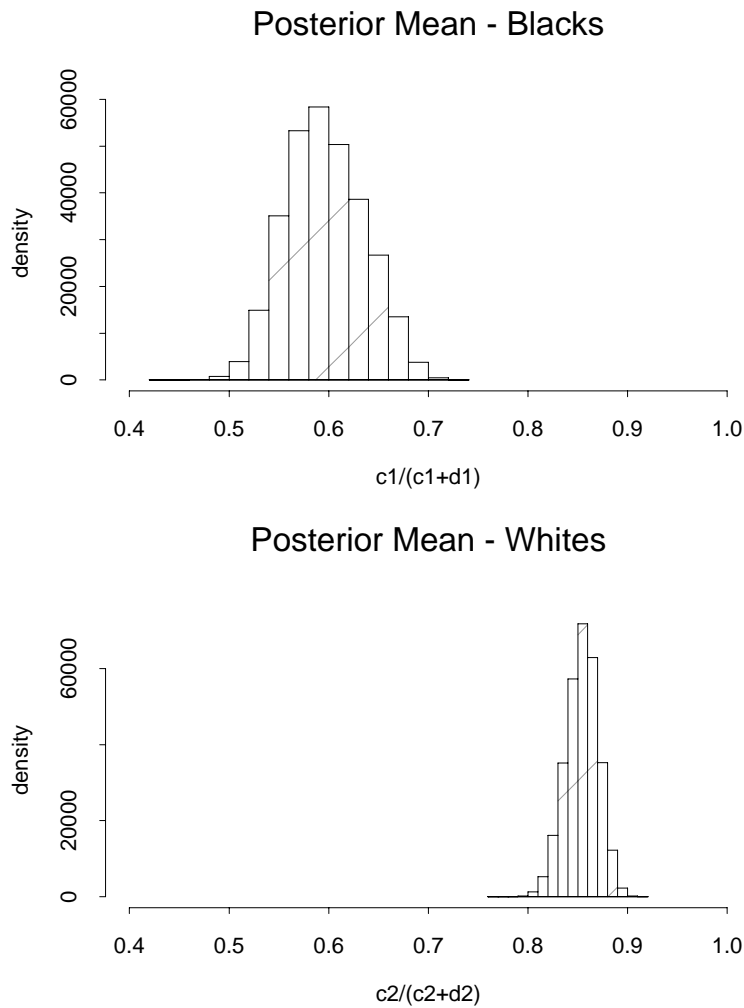 Posterior Mean - Blacks
60000
40000
20000
0
density
0.4 0.5 0.6 0.7 0.8 0.9 1.0
c1/(c1+d1)
Posterior Mean - Whites
60000
20000
0
density
0.4 0.5 0.6 0.7 0.8 0.9 1.0
c2/(c2+d2)